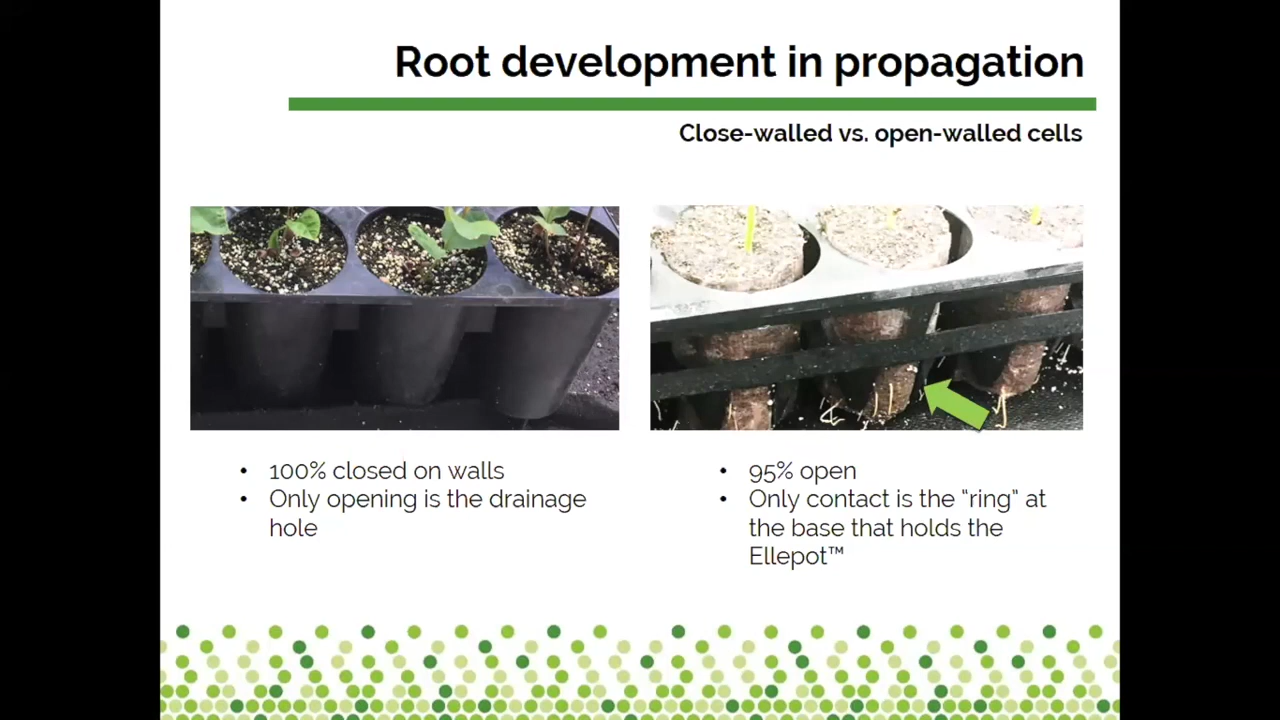 Root development in propagation
Close-walled vs. open-walled cells
• 100% closed on walls
• Only opening is the drainage
hole
• 95% open
• Only contact is the “ring” at
the base that holds the
Ellepot™